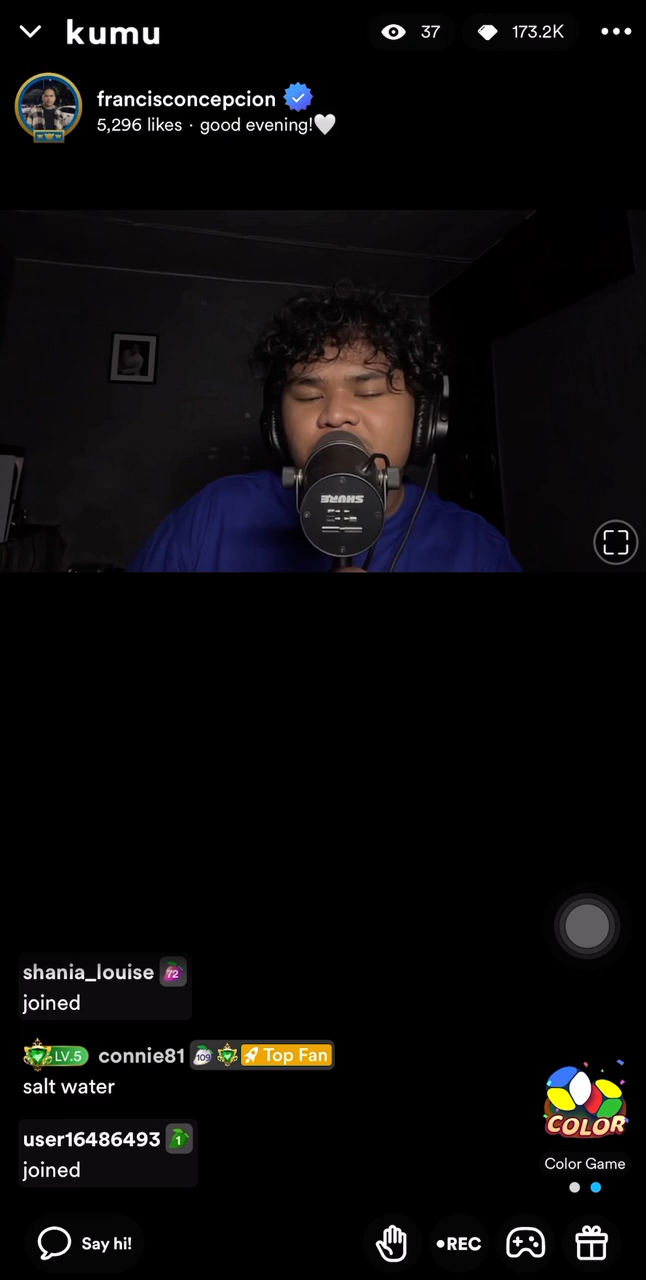 kumu
37
173.2K
francisconcepcion
5,296 likes · good evening!🤍
SHURE
shania_louise 72
joined
LV.5 connie81 109 Top Fan
salt water
user16486493 1
joined
COLOR
Color Game
Say hi!
•REC